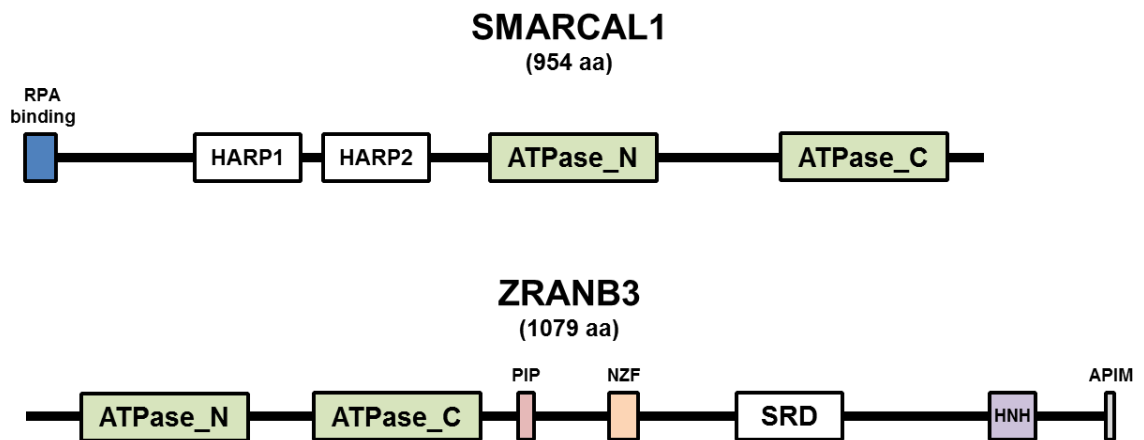 SMARCAL1
(954 aa)
RPA
binding
HARP1 HARP2 ATPase_N ATPase_C
ZRANB3
(1079 aa)
PIP NZF APIM
ATPase_N ATPase_C SRD HNH